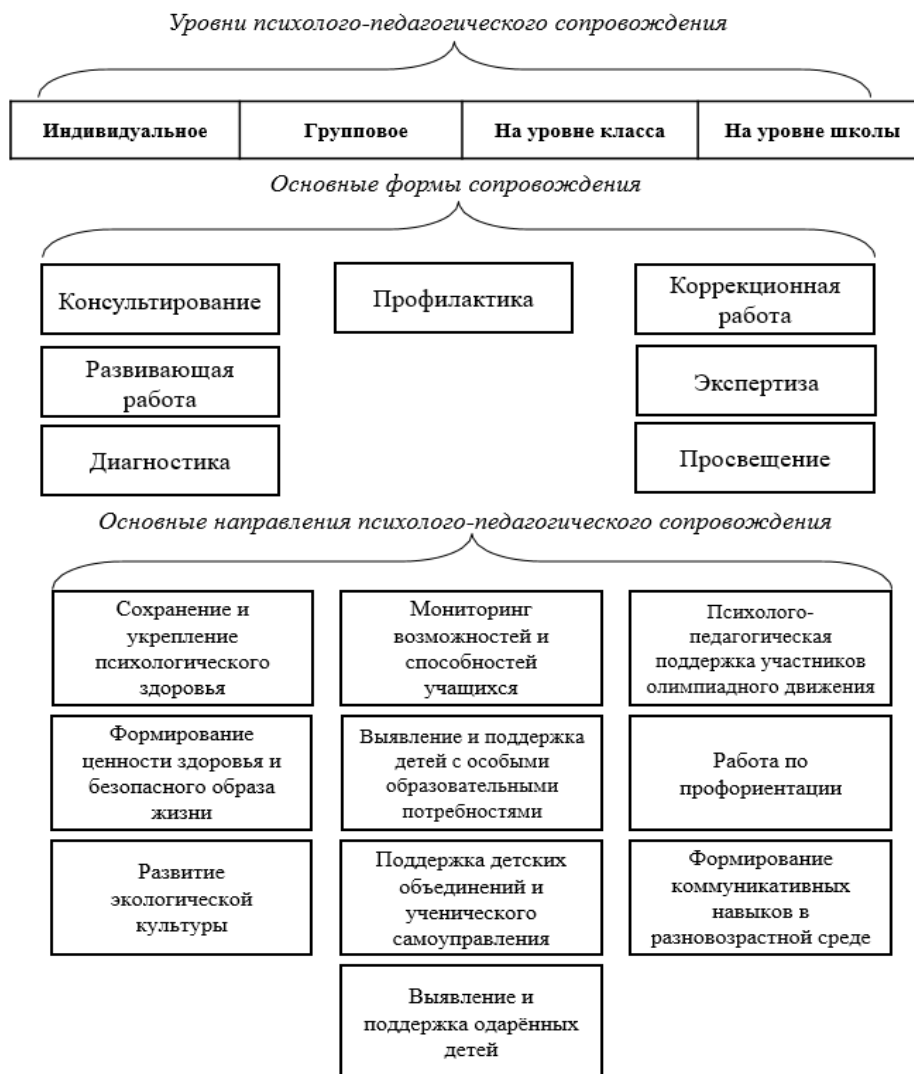 Уровни психолого-педагогического сопровождения
Индивидуальное
Групповое
На уровне класса
На уровне школы
Основные формы сопровождения
Консультирование
Профилактика
Коррекционная
работа
Развивающая
работа
Экспертиза
Диагностика
Просвещение
Основные направления психолого-педагогического сопровождения
Сохранение и
укрепление
психологического
здоровья
Мониторинг
возможностей и
способностей
учащихся
Психолого-
педагогическая
поддержка участников
олимпиадного движения
Формирование
ценности здоровья и
безопасного образа
жизни
Выявление и поддержка
детей с особыми
образовательными
потребностями
Работа по
профориентации
Развитие
экологической
культуры
Поддержка детских
объединений и
ученического
самоуправления
Формирование
коммуникативных
навыков в
разновозрастной среде
Выявление и
поддержка одарённых
детей